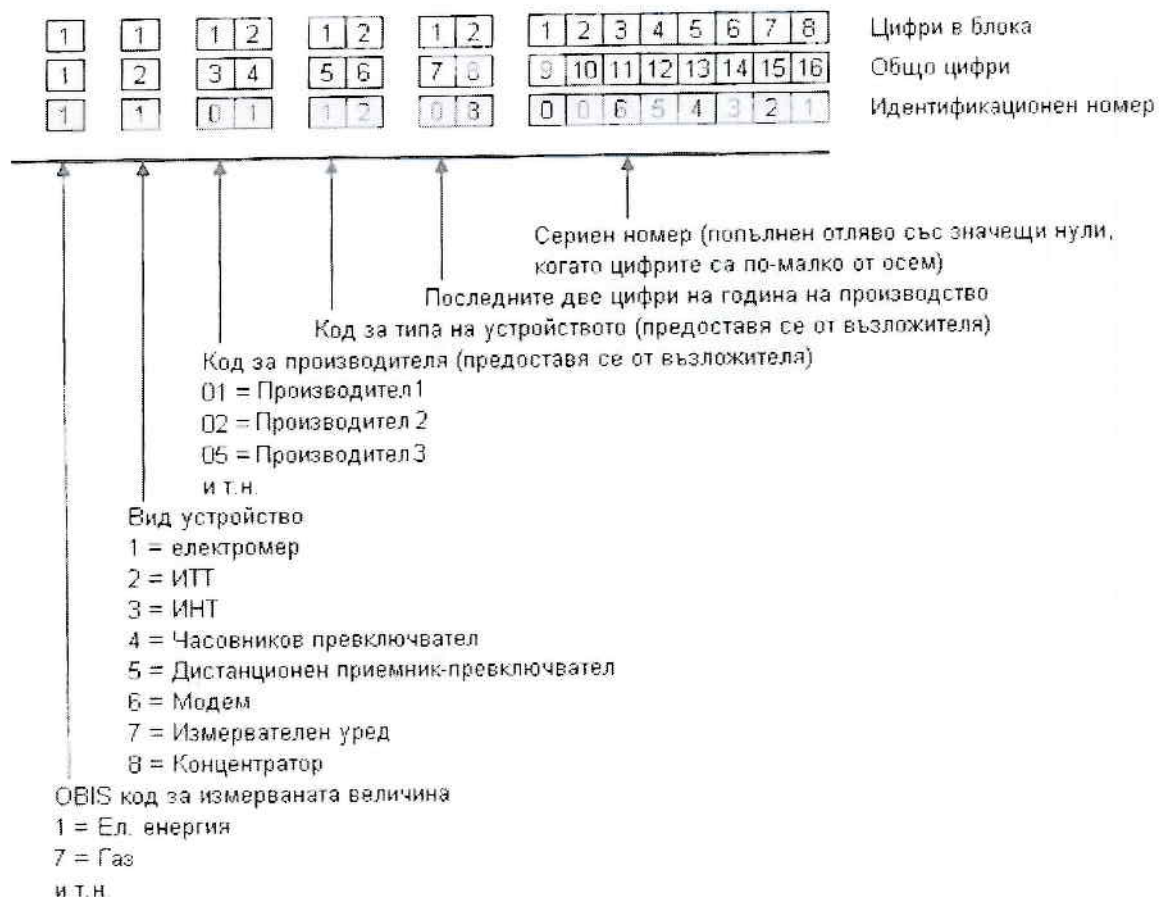 1 1 1 2 1 2 1 2 1 2 3 4 5 6 7 8 Цифри в блока
1 2 3 4 5 6 7 8 9 10 11 12 13 14 15 16 Общо цифри
1 1 0 1 1 2 0 8 0 0 6 5 4 3 2 1 Идентификационен номер
Сериен номер (попълнен отляво със значещи нули,
когато цифрите са по-малко от осем)
Последните две цифри на година на производство
Код за типа на устройството (предоставя се от възложителя)
Код за производителя (предоставя се от възложителя)
01 = Производител1
02 = Производител 2
05 = Производител 3
и т.н.
Вид устройство
1 = електромер
2 = ИТТ
3 = ИНТ
4 = Часовников превключвател
5 = Дистанционен приемник-превключвател
6 = Модем
7 = Измервателен уред
8 = Концентратор
OBIS код за измерваната величина
1 = Ел. енергия
7 = Газ
и т.н.